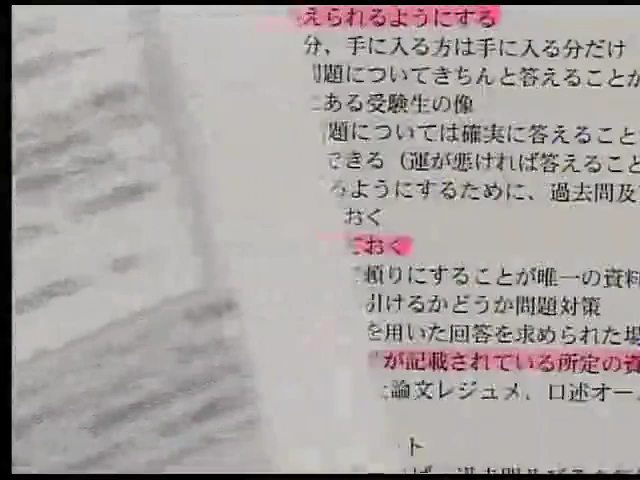 えられるようにする
分、手に入る方は手に入る分だけ
題についてきちんと答えることが
ある受験生の像
題については確実に答えること
できる（運が悪ければ答えること
ようにするために、過去問及
おく
ておく
頼りにすることが唯一の資料
引けるかどうか問題対策
を用いた回答を求められた場
が記載されている所定の資
論文レジュメ、口述オー
ト